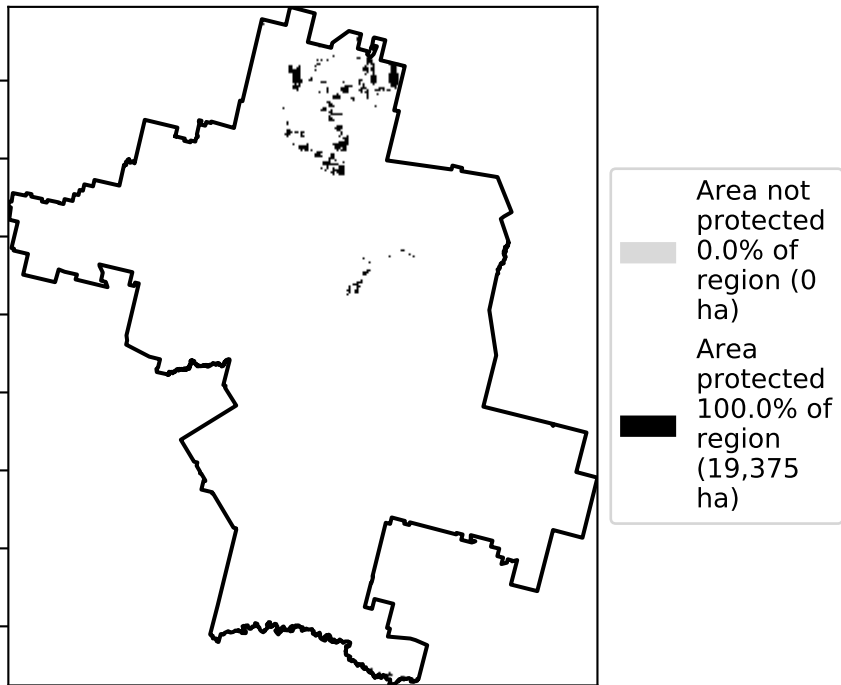 Area not
protected
0.0% of
region (0
ha)
Area
protected
100.0% of
region
(19,375
ha)